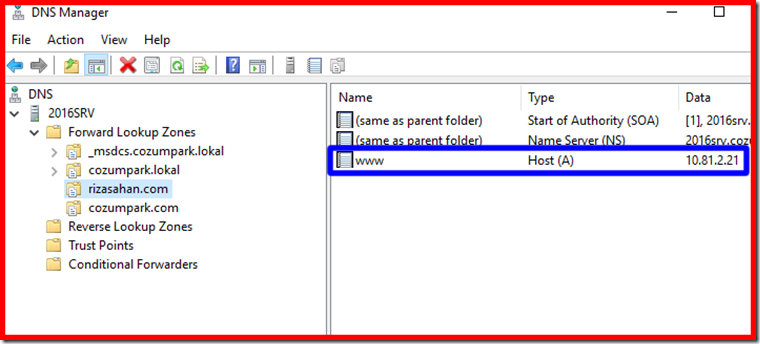 DNS Manager
File Action View Help
DNS
2016SRV
Forward Lookup Zones
_msdcs.cozumpark.lokal
cozumpark.lokal
rizasahan.com
cozumpark.com
Reverse Lookup Zones
Trust Points
Conditional Forwarders
Name Type Data
(same as parent folder) Start of Authority (SOA) [1], 2016srv.
(same as parent folder) Name Server (NS) 2016srv.coz
www Host (A) 10.81.2.21